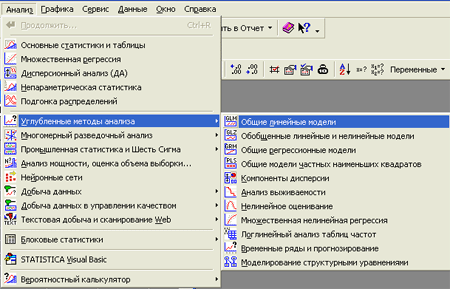 Анализ Графика Сервис Данные Окно Справка
Продолжить... Ctrl+R
ть в Отчет
Основные статистики и таблицы
Множественная регрессия
Дисперсионный анализ (ДА)
Непараметрическая статистика
Подгонка распределений
Переменные
Углубленные методы анализа
Многомерный разведочный анализ
Промышленная статистика и Шесть Сигма
Анализ мощности, оценка объема выборки...
Нейронные сети
Добыча данных
Добыча данных в управлении качеством
Текстовая добыча и сканирование Web
Блоковые статистики
STATISTICA Visual Basic
Вероятностный калькулятор
GLM Общие линейные модели
GLZ Обобщенные линейные и нелинейные модели
GRM Общие регрессионные модели
PLS Общие модели частных наименьших квадратов
Компоненты дисперсии
Анализ выживаемости
Нелинейное оценивание
Множественная нелинейная регрессия
Логлинейный анализ таблиц частот
Временные ряды и прогнозирование
Моделирование структурными уравнениями